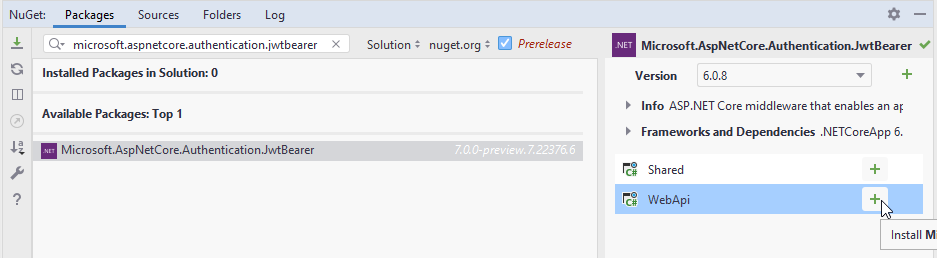 NuGet: Packages Sources Folders Log
microsoft.aspnetcore.authentication.jwtbearer Solution nuget.org Prerelease
Installed Packages in Solution: 0
Available Packages: Top 1
.NET Microsoft.AspNetCore.Authentication.JwtBearer 7.0.0-preview.7.22376.6
.NET Microsoft.AspNetCore.Authentication.JwtBearer
Version 6.0.8
Info ASP.NET Core middleware that enables an ap
Frameworks and Dependencies .NETCoreApp 6.
C# Shared
C# WebApi
Install Mi